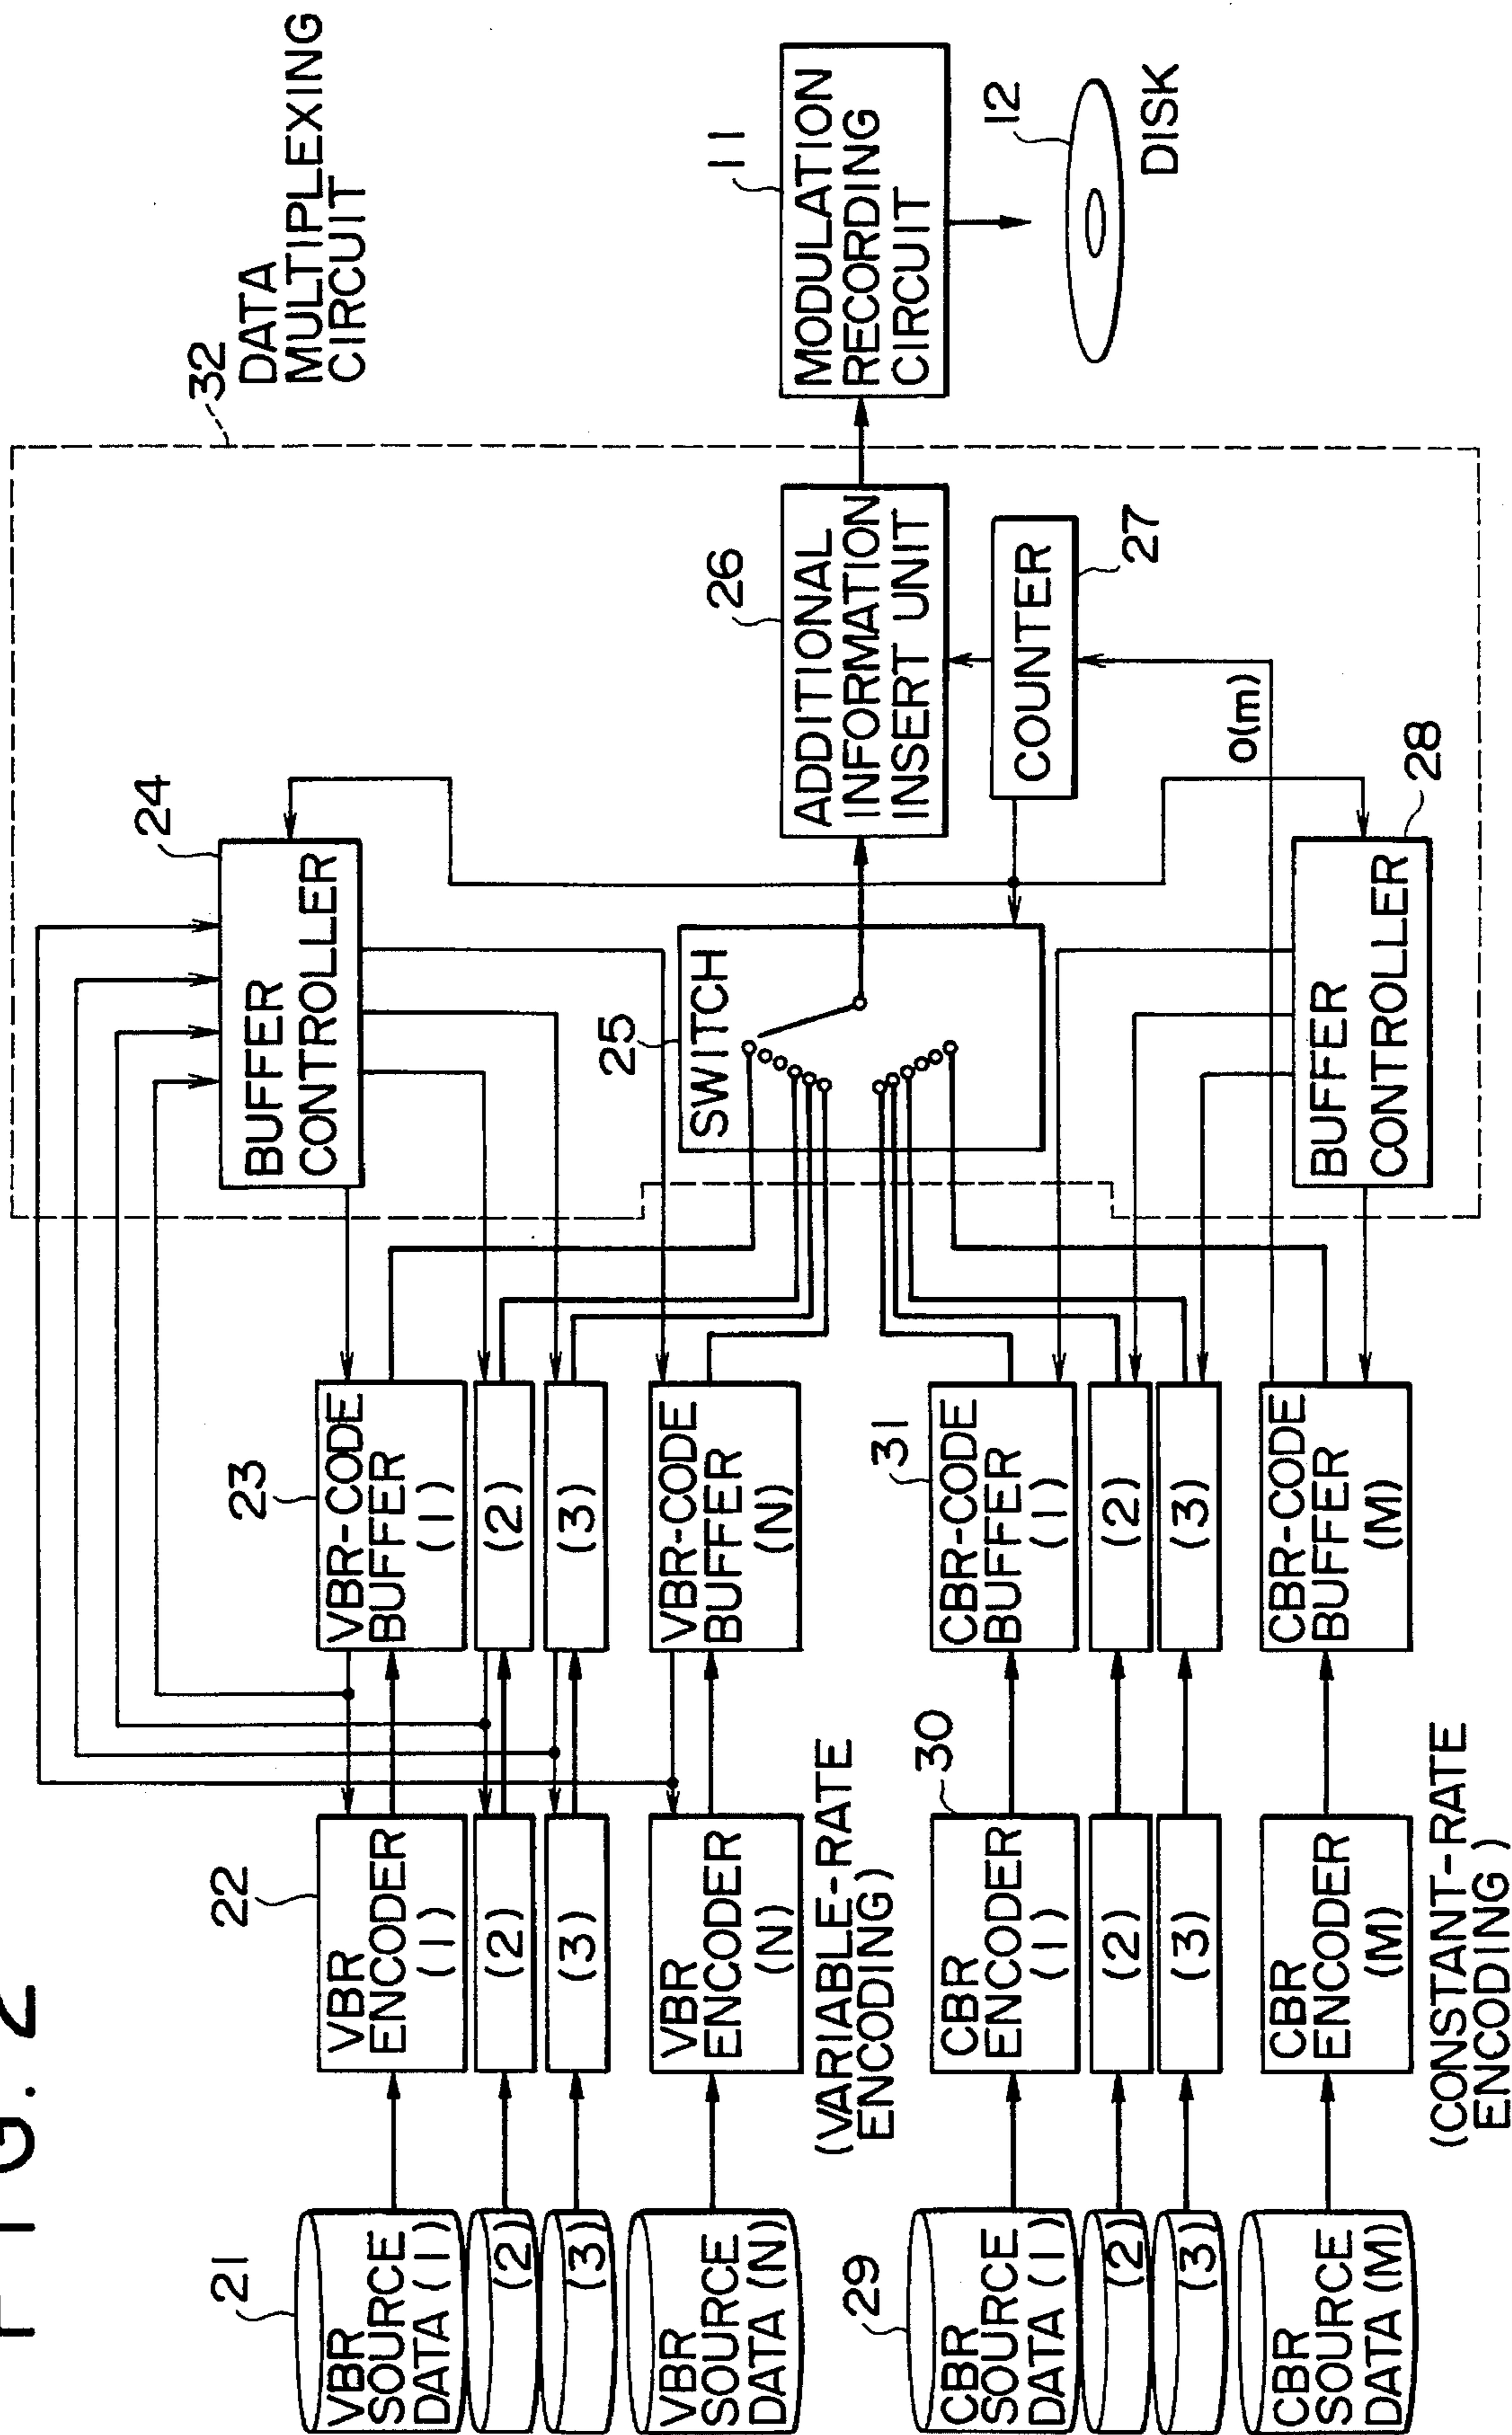 FIG. 2
21
VBR
SOURCE
DATA (1)
(2)
(3)
VBR
SOURCE
DATA (N)
22
VBR
ENCODER
(1)
(2)
(3)
VBR
ENCODER
(N)
(VARIABLE-RATE
ENCODING)
23
VBR-CODE
BUFFER
(1)
(2)
(3)
VBR-CODE
BUFFER
(N)
29
CBR
SOURCE
DATA (1)
(2)
(3)
CBR
SOURCE
DATA (M)
30
CBR
ENCODER
(1)
(2)
(3)
CBR
ENCODER
(M)
(CONSTANT-RATE
ENCODING)
31
CBR-CODE
BUFFER
(1)
(2)
(3)
CBR-CODE
BUFFER
(M)
24
BUFFER
CONTROLLER
25
SWITCH
BUFFER
CONTROLLER
28
26
ADDITIONAL
INFORMATION
INSERT UNIT
COUNTER
27
O(m)
32
DATA
MULTIPLEXING
CIRCUIT
11
MODULATION
RECORDING
CIRCUIT
12
DISK